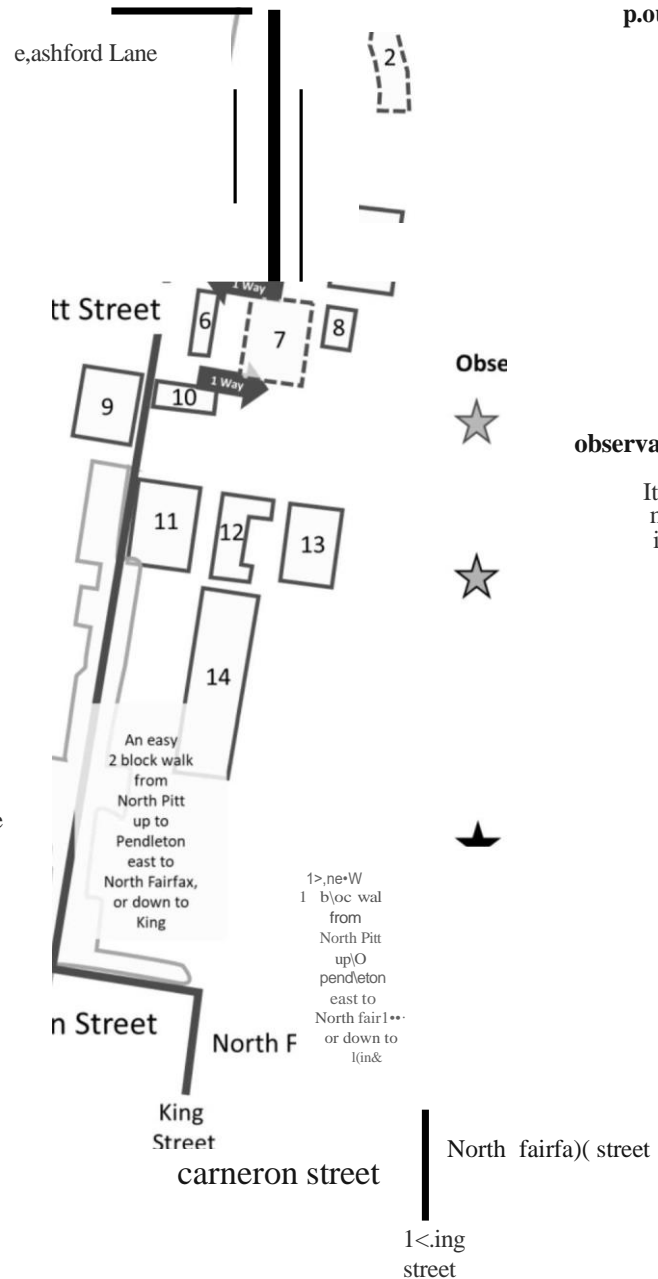 p.ou
e,ashford Lane
2
1 Way
tt Street
6
7
8
Obse
1 Way
9
10
observa
It
n
i
11
12
13
14
An easy
2 block walk
from
North Pitt
up to
Pendleton
east to
North Fairfax,
or down to
King
e
1>,ne•W
1 b\oc wal
from
North Pitt
up\O
pend\eton
east to
North fair1••·
or down to
l(in&
n Street
North F
King
Street
carneron street
North fairfa)( street
1<.ing
street